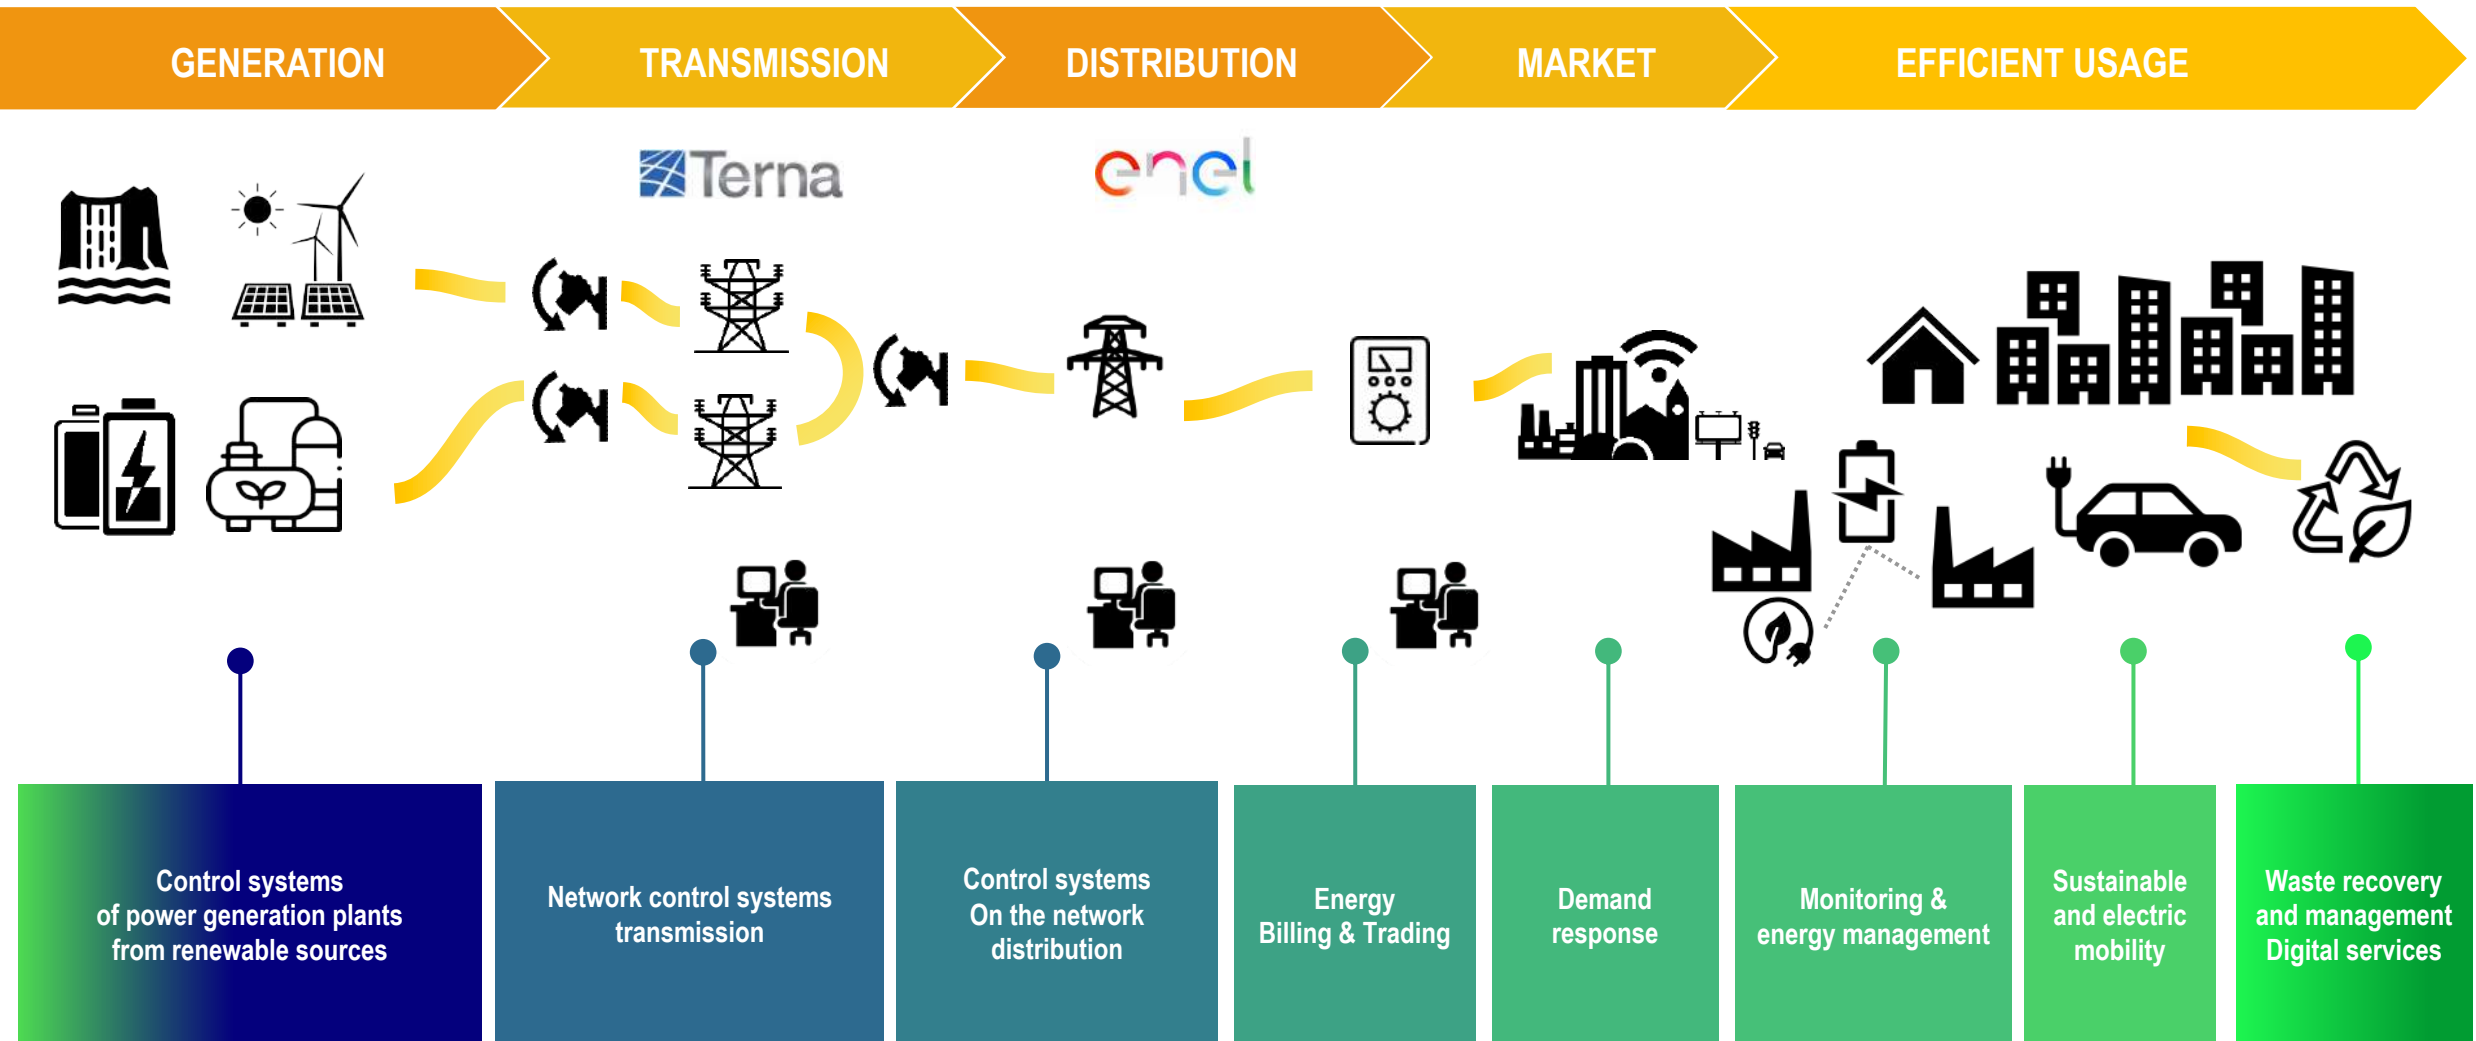 GENERATION
TRANSMISSION
DISTRIBUTION
MARKET
EFFICIENT USAGE
Terna
enel
Control systems
of power generation plants
from renewable sources
Network control systems
transmission
Control systems
On the network
distribution
Energy
Billing & Trading
Demand
response
Monitoring &
energy management
Sustainable
and electric
mobility
Waste recovery
and management
Digital services